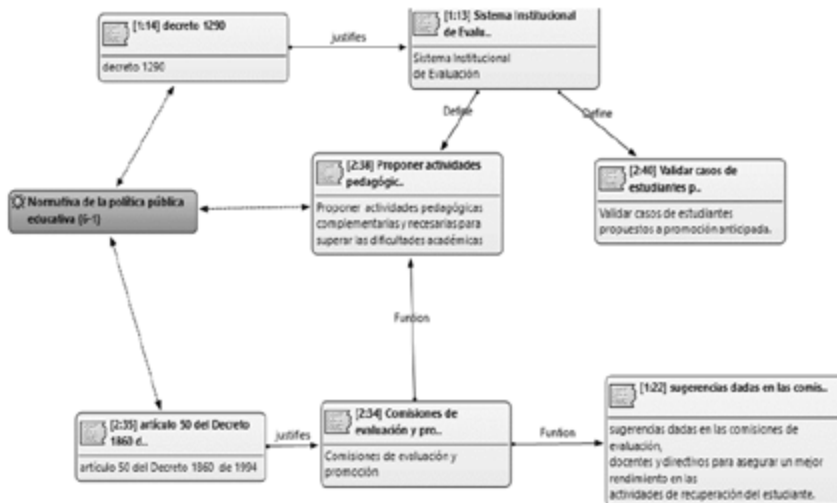 [1:14] decreto 1290
decreto 1290
justifies
[1:13] Sistema Institucional
de Evalu..
Sistema Institucional
de Evaluación
Define
Define
[2:38] Proponer actividades
pedagógic..
Proponer actividades pedagógicas
complementarias y necesarias para
superar las dificultades académicas
[2:40] Validar casos de
estudiantes p..
Validar casos de estudiantes
propuestos a promoción anticipada.
Normativa de la política pública
educativa {6-1}
Funtion
[2:35] artículo 50 del Decreto
1860 d..
artículo 50 del Decreto 1860 de 1994
justifies
[2:34] Comisiones de
evaluación y pro..
Comisiones de evaluación y
promoción
Funtion
[1:22] sugerencias dadas en las comis..
sugerencias dadas en las comisiones de
evaluación,
docentes y directivos para asegurar un mejor
rendimiento en las
actividades de recuperación del estudiante.